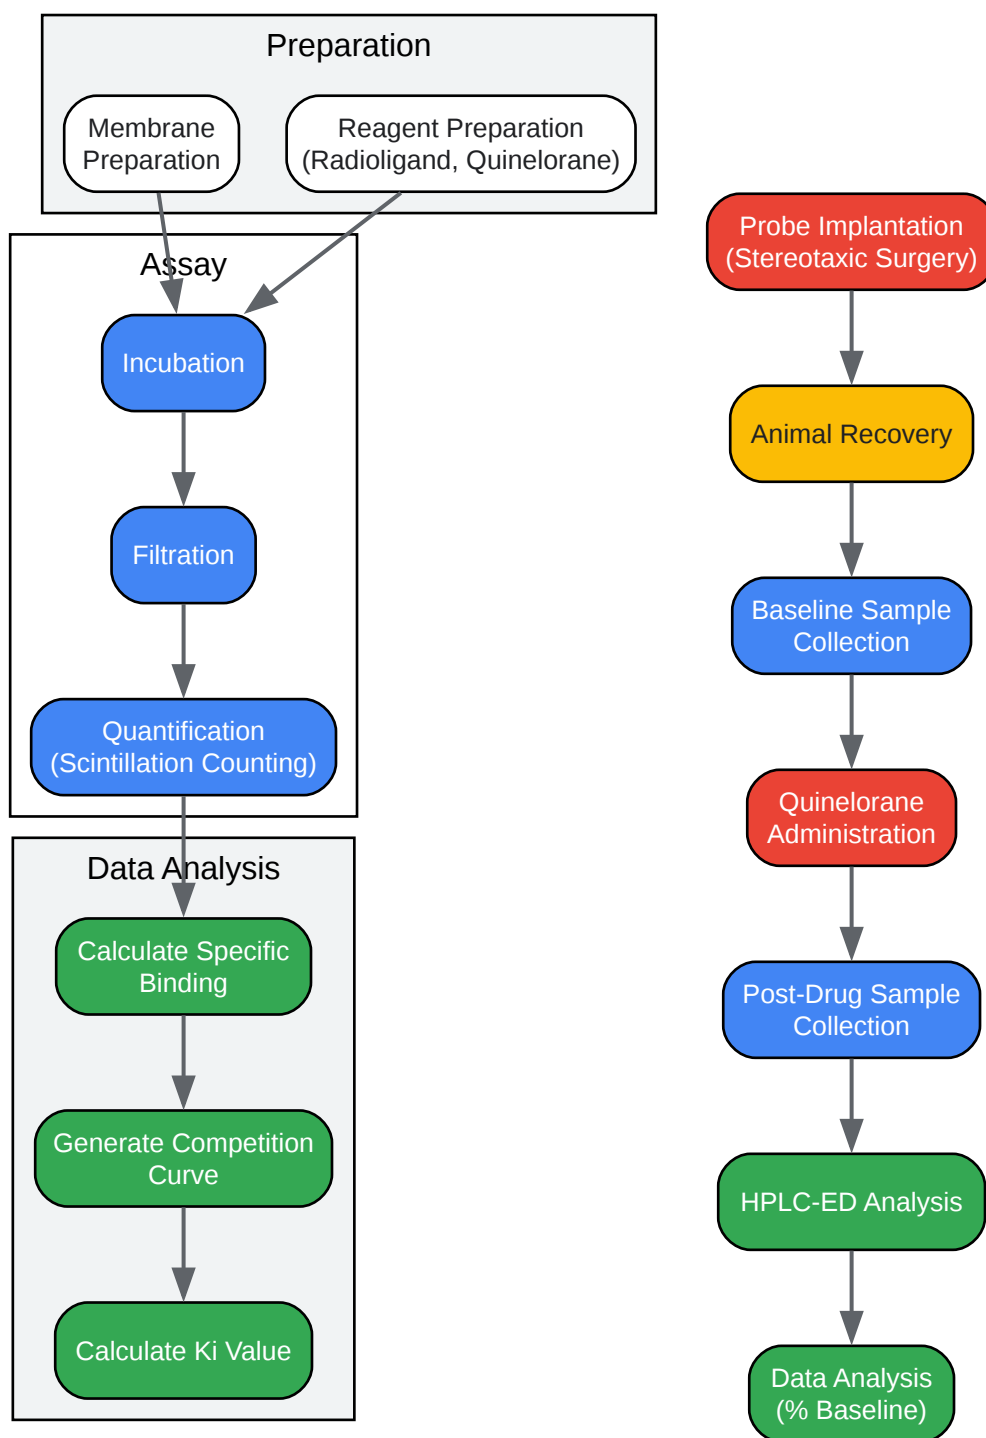 Preparation
Membrane
Preparation
Reagent Preparation
(Radioligand, Quinelorane)
Assay
Incubation
Filtration
Quantification
(Scintillation Counting)
Data Analysis
Calculate Specific
Binding
Generate Competition
Curve
Calculate Ki Value
Probe Implantation
(Stereotaxic Surgery)
Animal Recovery
Baseline Sample
Collection
Quinelorane
Administration
Post-Drug Sample
Collection
HPLC-ED Analysis
Data Analysis
(% Baseline)